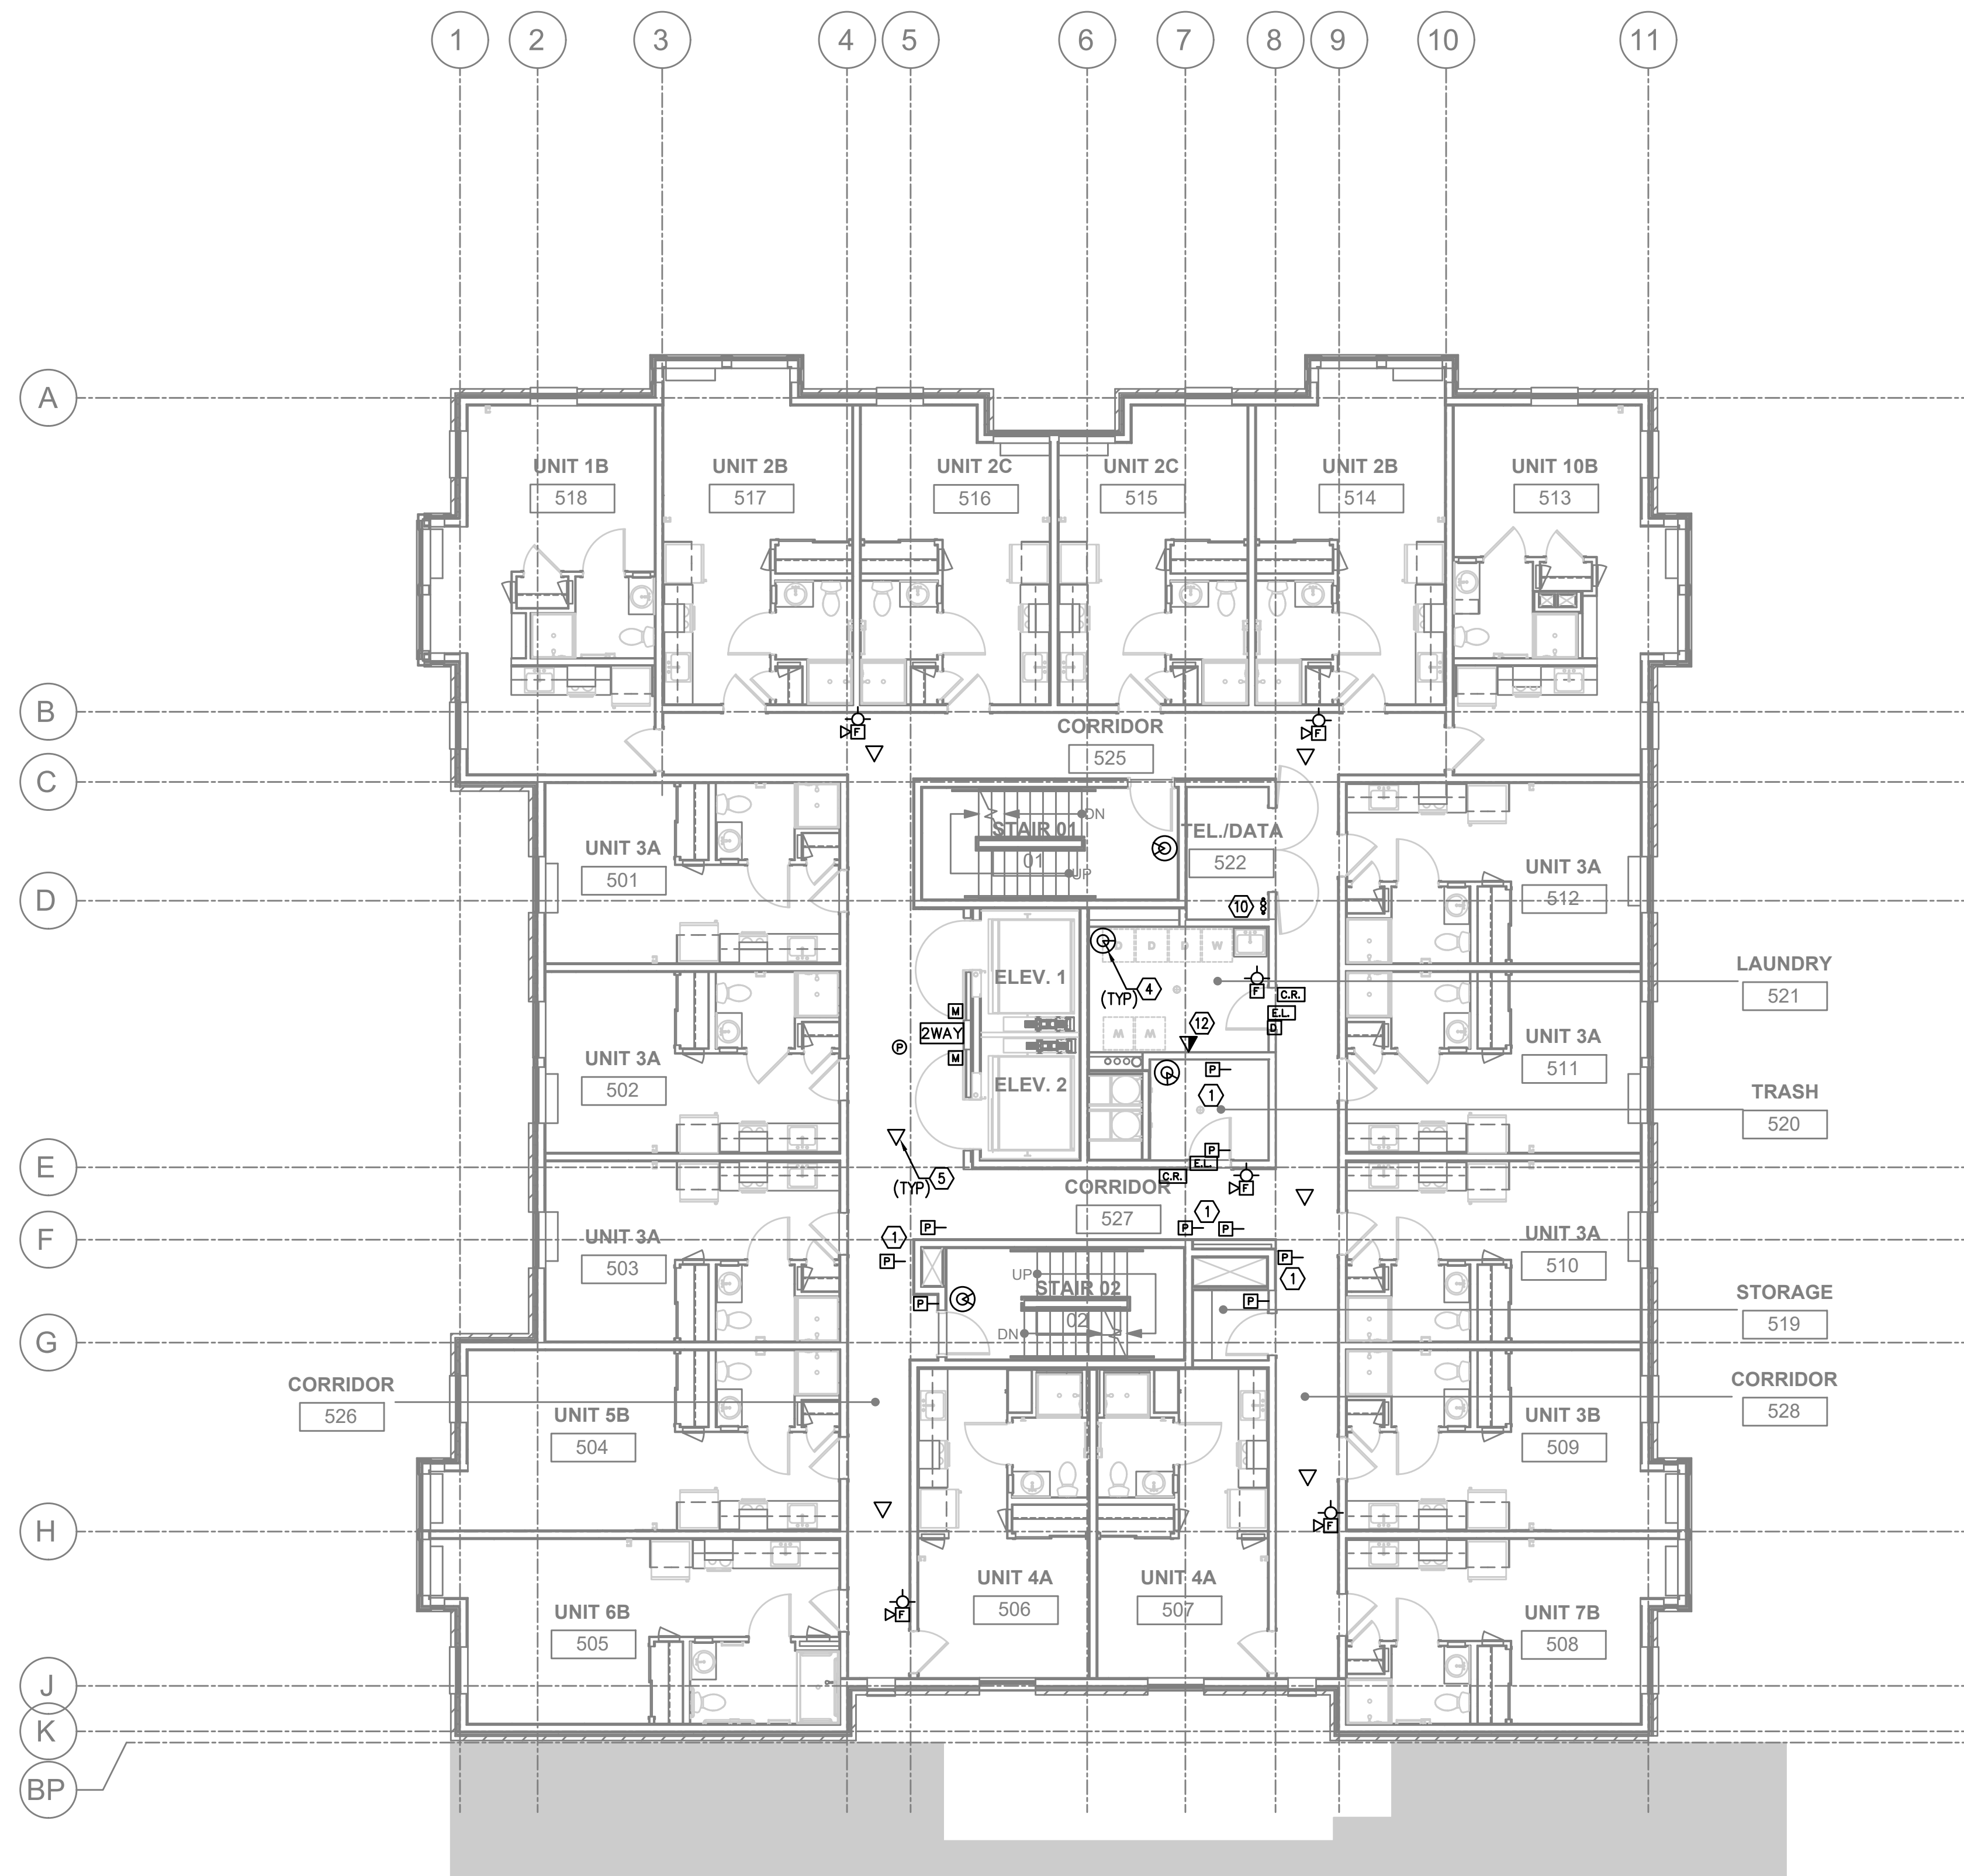 1 2 3 4 5 6 7 8 9 10 11
A
UNIT 1B UNIT 2B UNIT 2C UNIT 2C UNIT 2B UNIT 10B
518 517 516 515 514 513
B
CORRIDOR
F F
525
C
DN
STAIR 01 TEL./DATA
UNIT 3A
01 522
UNIT 3A
501
UP
512
D
10
D D D W
LAUNDRY
ELEV. 1
4
521
(TYP)
F C.R.
M E.L.
12
2WAY D
W W
UNIT 3A UNIT 3A
P M
502 511
ELEV. 2
P
1
TRASH
520
5
P
E
E.L.
C.R.
(TYP) CORRIDOR F
527 1
P P P
UNIT 3A UNIT 3A
1
F
P P
503 510
1
UP
STAIR 02
STORAGE
P P
02
519
DN
G
CORRIDOR CORRIDOR
526 528
UNIT 5B UNIT 3B
504 509
F
H
UNIT 4A UNIT 4A
506 507
F
UNIT 6B UNIT 7B
505 508
J
K
BP